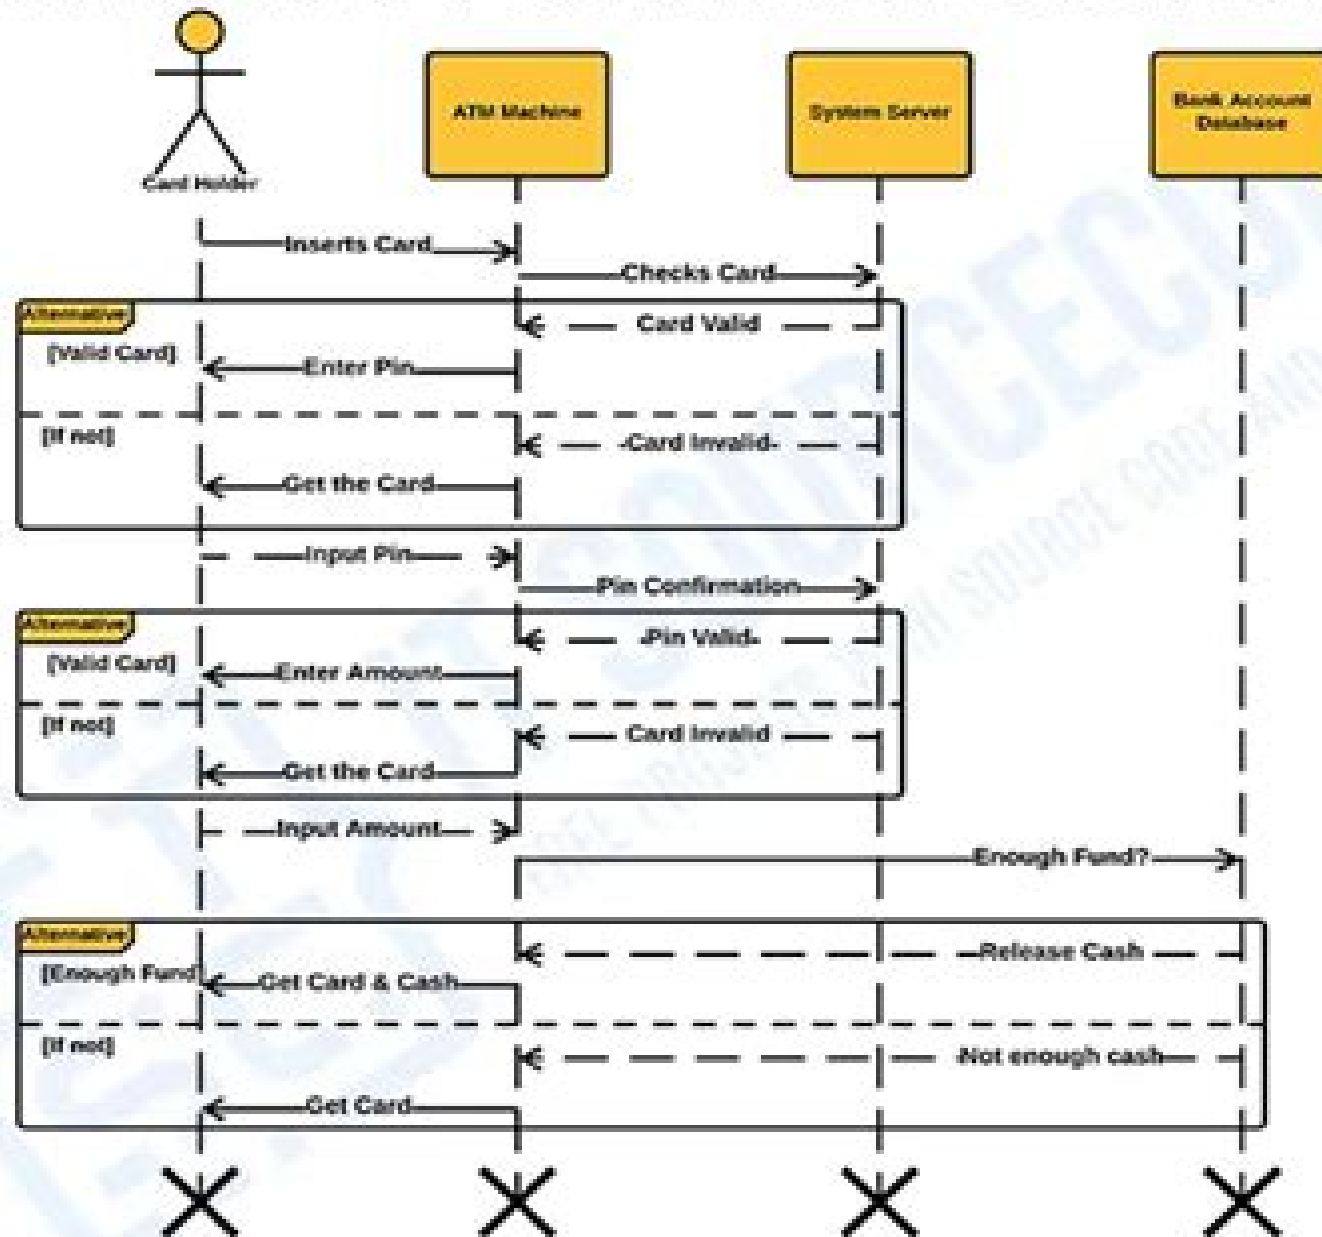 ATM Machine
System Server
Bank Account
Database
Card Holder
Inserts Card
Checks Card
Alternative
Card Valid
[Valid Card]
Enter Pin
[If not]
Card Invalid
Get the Card
Input Pin
Pin Confirmation
Alternative
Pin Valid
[Valid Card]
Enter Amount
[If not]
Card Invalid
Get the Card
Input Amount
Enough Fund?
Alternative
Release Cash
[Enough Fund]
Get Card & Cash
[If not]
Not enough cash
Get Card